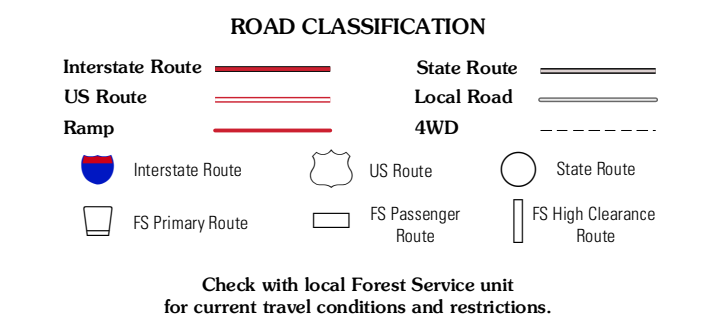 ROAD CLASSIFICATION
Interstate Route
State Route
US Route
Local Road
Ramp
4WD
Interstate Route
US Route
State Route
FS Primary Route
FS Passenger
Route
FS High Clearance
Route
Check with local Forest Service unit
for current travel conditions and restrictions.